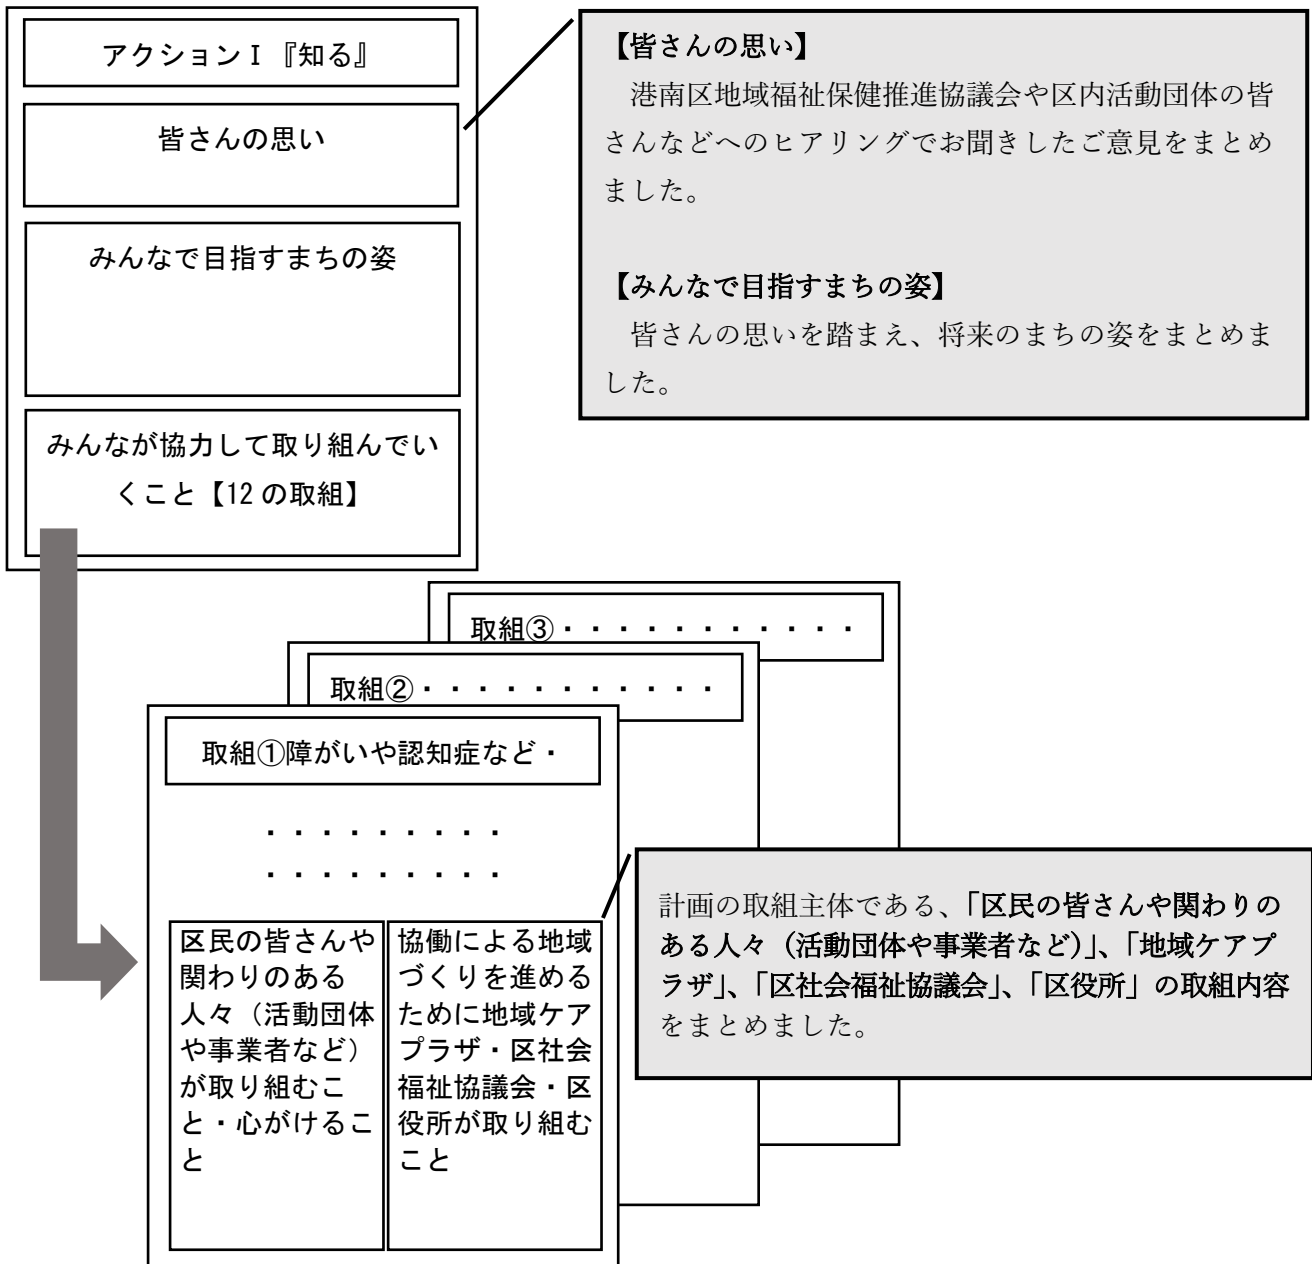 アクションⅠ『知る』
皆さんの思い
みんなで目指すまちの姿
みんなが協力して取り組んでい
くこと【12の取組】
【皆さんの思い】
　港南区地域福祉保健推進協議会や区内活動団体の皆
さんなどへのヒアリングでお聞きしたご意見をまとめ
ました。
【みんなで目指すまちの姿】
　皆さんの思いを踏まえ、将来のまちの姿をまとめま
した。
取組③・・・・・・・・・・・
取組②・・・・・・・・・・・
取組①障がいや認知症など・
・・・・・・・・・
・・・・・・・・・
区民の皆さんや
関わりのある
人々（活動団体
や事業者など）
が取り組むこ
と・心がけるこ
と
協働による地域
づくりを進める
ために地域ケア
プラザ・区社会
福祉協議会・区
役所が取り組む
こと
計画の取組主体である、「区民の皆さんや関わりの
ある人々（活動団体や事業者など）」、「地域ケアプ
ラザ」、「区社会福祉協議会」、「区役所」の取組内容
をまとめました。